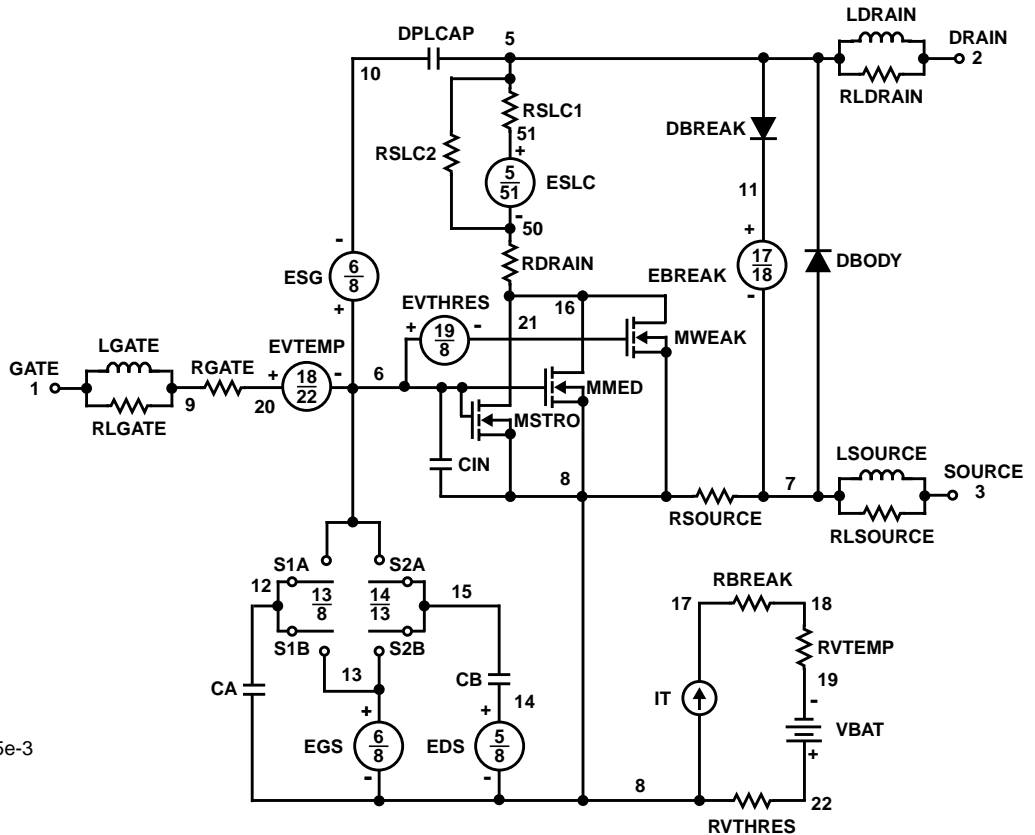 LDRAIN
DPLCAP 5 DRAIN
10 2
RSLC1 RLDRAIN
DBREAK
51
RSLC2 +
5
51
ESLC
11
- 50
- +
RDRAIN
17
18
6
8
EBREAK DBODY
ESG
EVTHRES 16
+ -
+ 19
8
- 21
MWEAK
LGATE EVTEMP
GATE RGATE + - 6
18
22
MMED
1
9 20
MSTRO
RLGATE
LSOURCE
CIN 8 7 SOURCE
3
RSOURCE
RLSOURCE
S1A S2A
12 RBREAK
13
8
14
13
15
17 18
S1B S2B RVTEMP
13 CB 19
CA 14 IT -
+ +
VBAT
EGS 6
8
EDS 5
8
+
5e-3
- - 8 22
RVTHRES